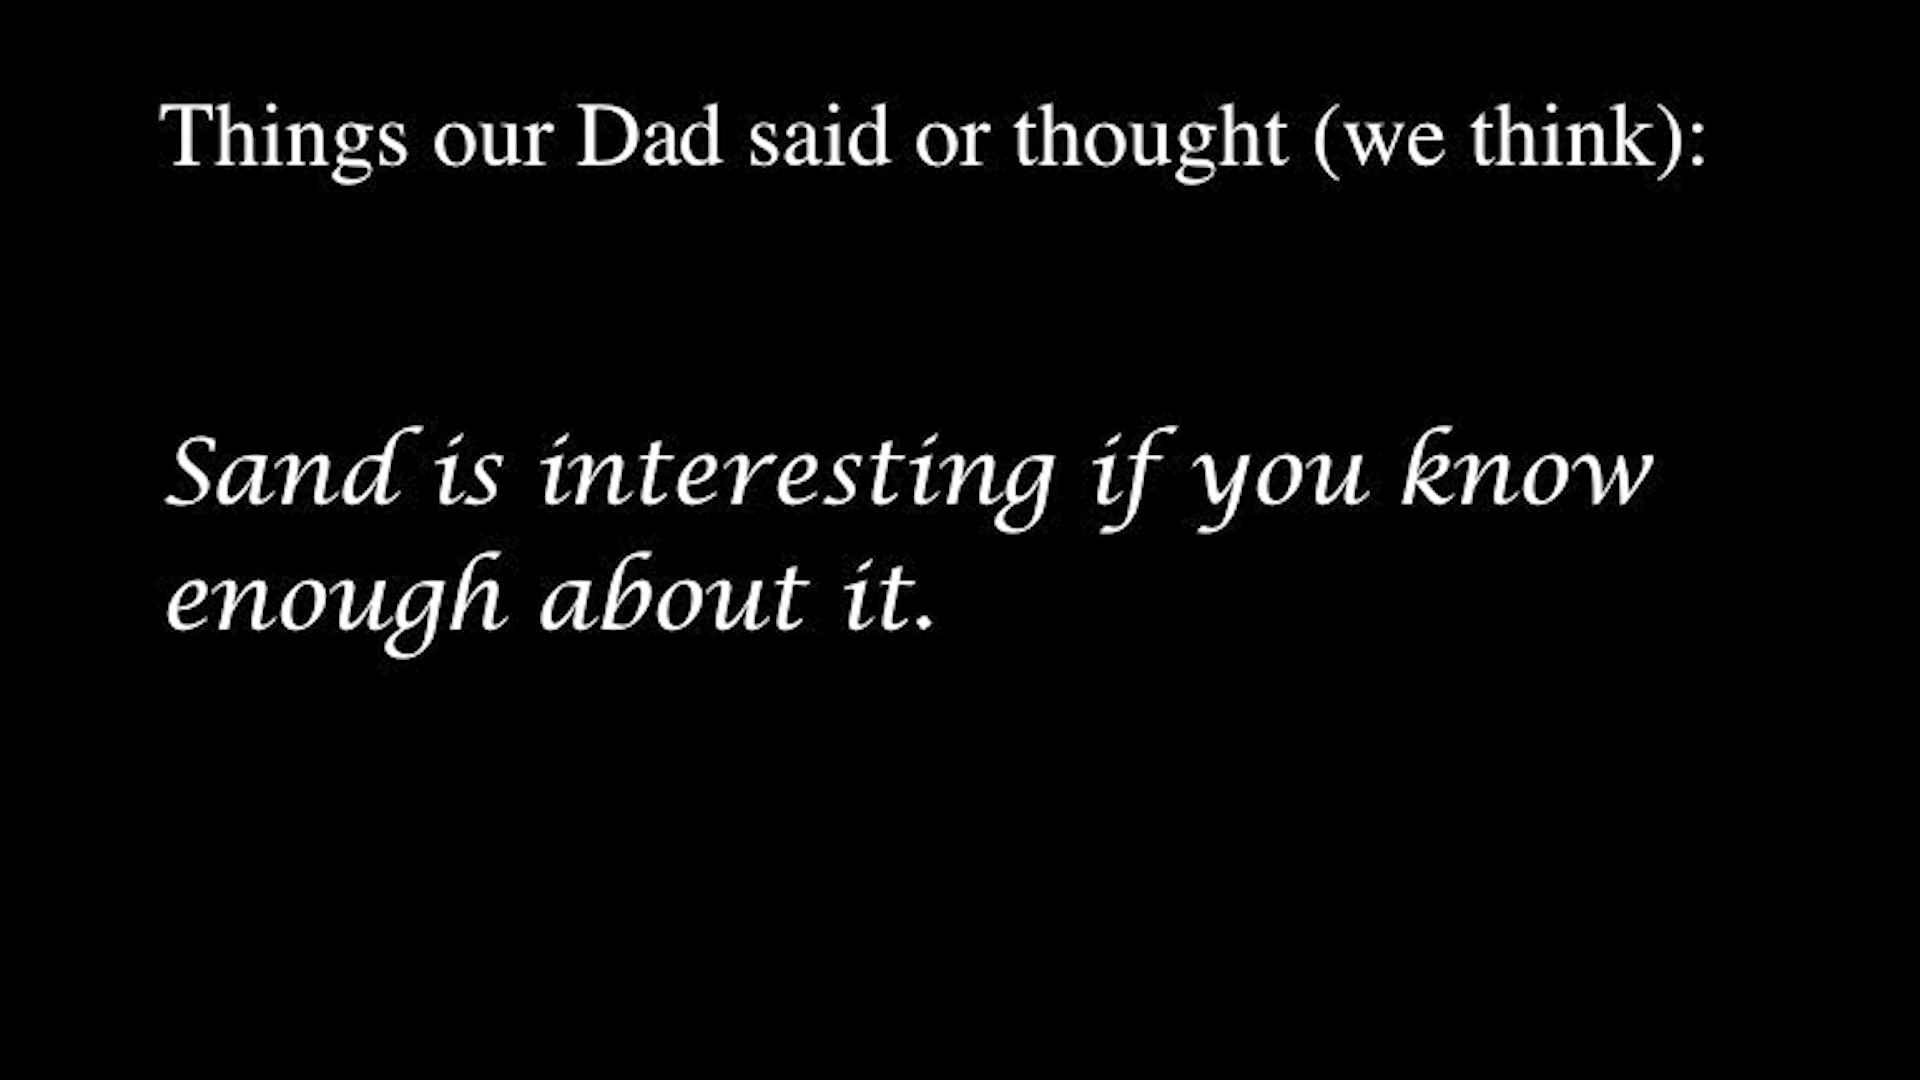 Things our Dad said or thought (we think):
Sand is interesting if you know
enough about it.